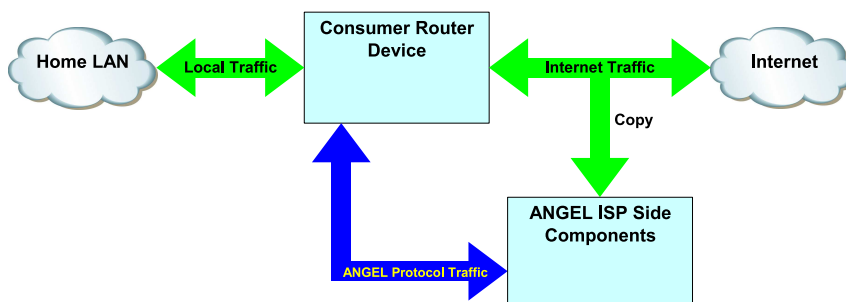 Home LAN
Local Traffic
Consumer Router
Device
Internet Traffic
Internet
Copy
ANGEL ISP Side
Components
ANGEL Protocol Traffic